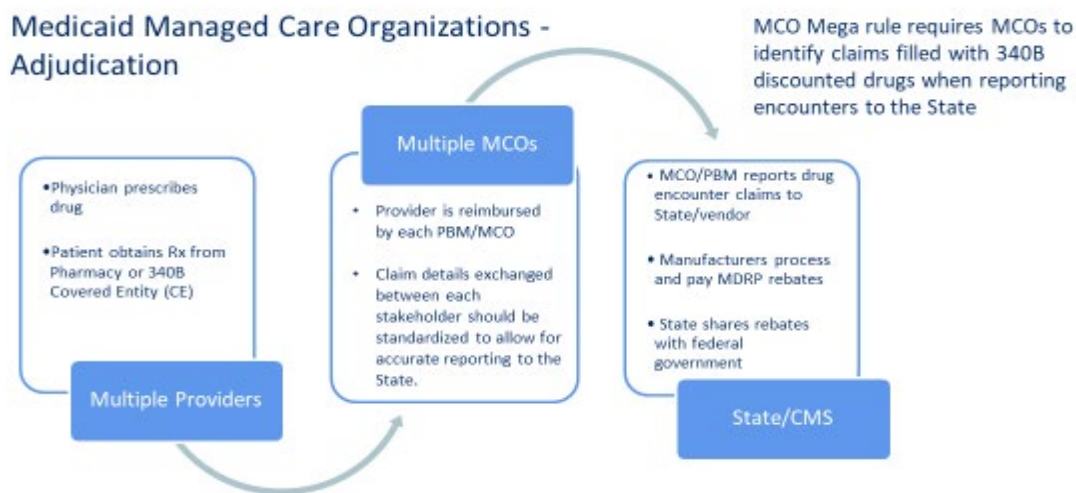 Medicaid Managed Care Organizations -
Adjudication
MCO Mega rule requires MCOs to
identify claims filled with 340B
discounted drugs when reporting
encounters to the State
•Physician prescribes
drug
•Patient obtains Rx from
Pharmacy or 340B
Covered Entity (CE)
Multiple Providers
Multiple MCOs
• Provider is reimbursed
by each PBM/MCO
• Claim details exchanged
between each
stakeholder should be
standardized to allow for
accurate reporting to the
State.
• MCO/PBM reports drug
encounter claims to
State/vendor
• Manufacturers process
and pay MDRP rebates
• State shares rebates
with federal
government
State/CMS